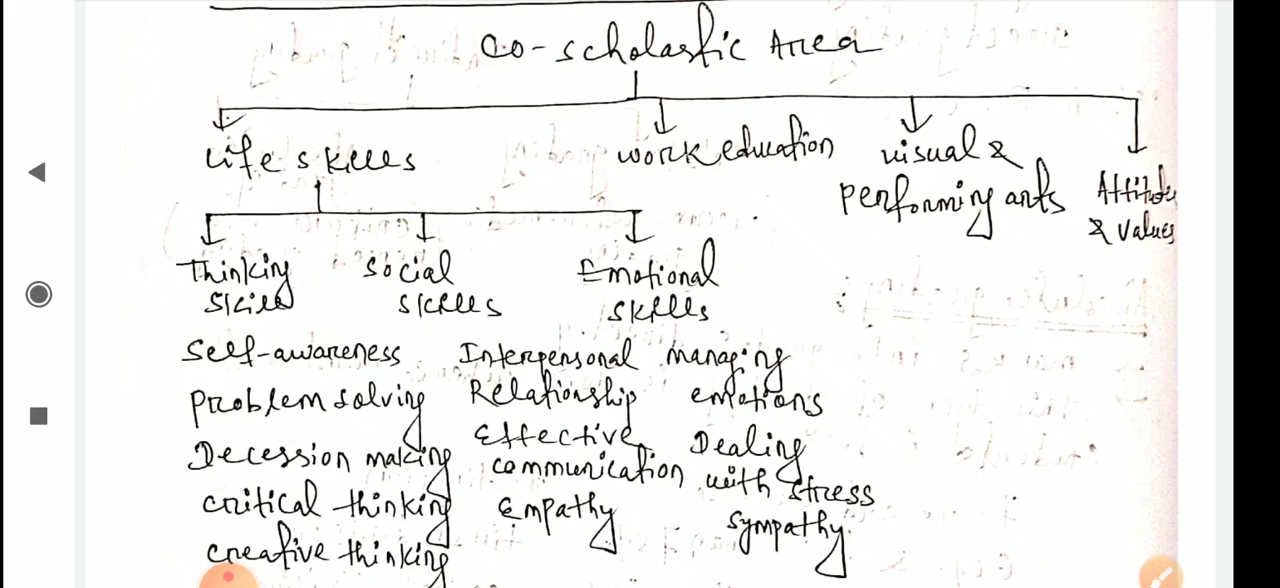 Co-scholastic Area
Life skills
work education
visual &
performing arts
Attitudes
& values
Thinking
Skills
Social
skills
Emotional
skills
Self-awareness
Problem solving
Decession making
critical thinking
creative thinking
Interpersonal
Relationship
Effective
communication
Empathy
managing
emotions
Dealing
with stress
sympathy